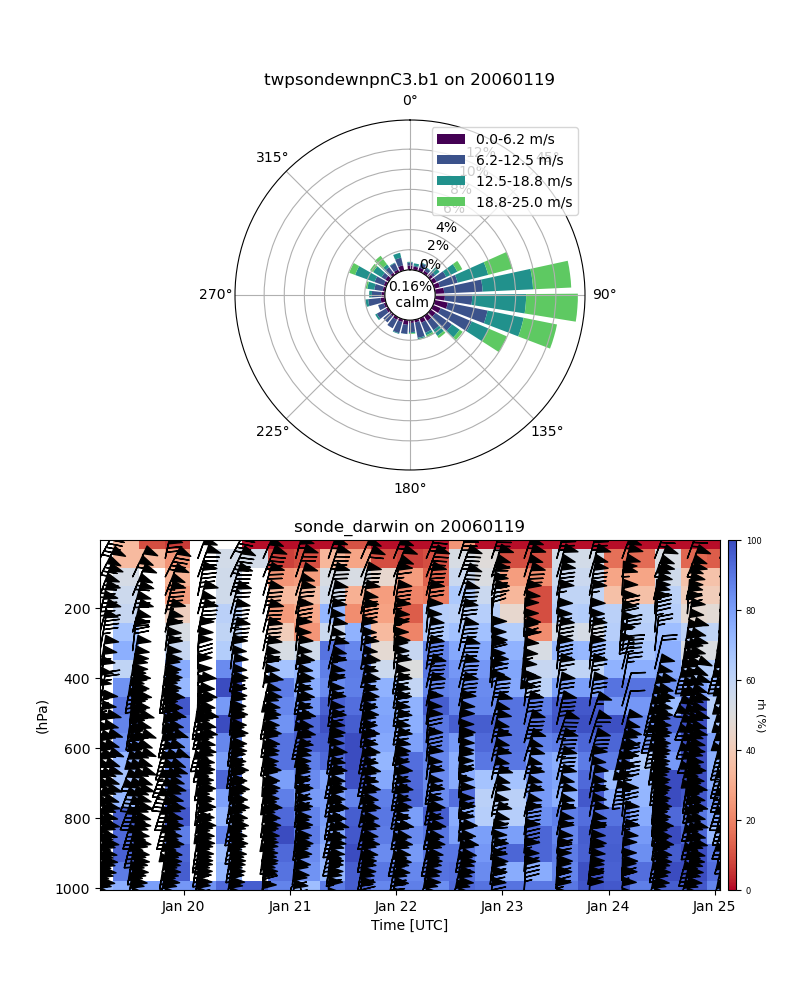 twpsondewnpnC3.b1 on 20060119
0°
315°
45°
0.0-6.2 m/s
6.2-12.5 m/s
12.5-18.8 m/s
18.8-25.0 m/s
12%
10%
8%
6%
4%
2%
0%
0.16%
calm
270°
90°
225°
135°
180°
sonde_darwin on 20060119
(hPa)
200
400
600
800
1000
Jan 20
Jan 21
Jan 22
Jan 23
Jan 24
Jan 25
Time [UTC]
100
80
60
40
20
0
rh (%)